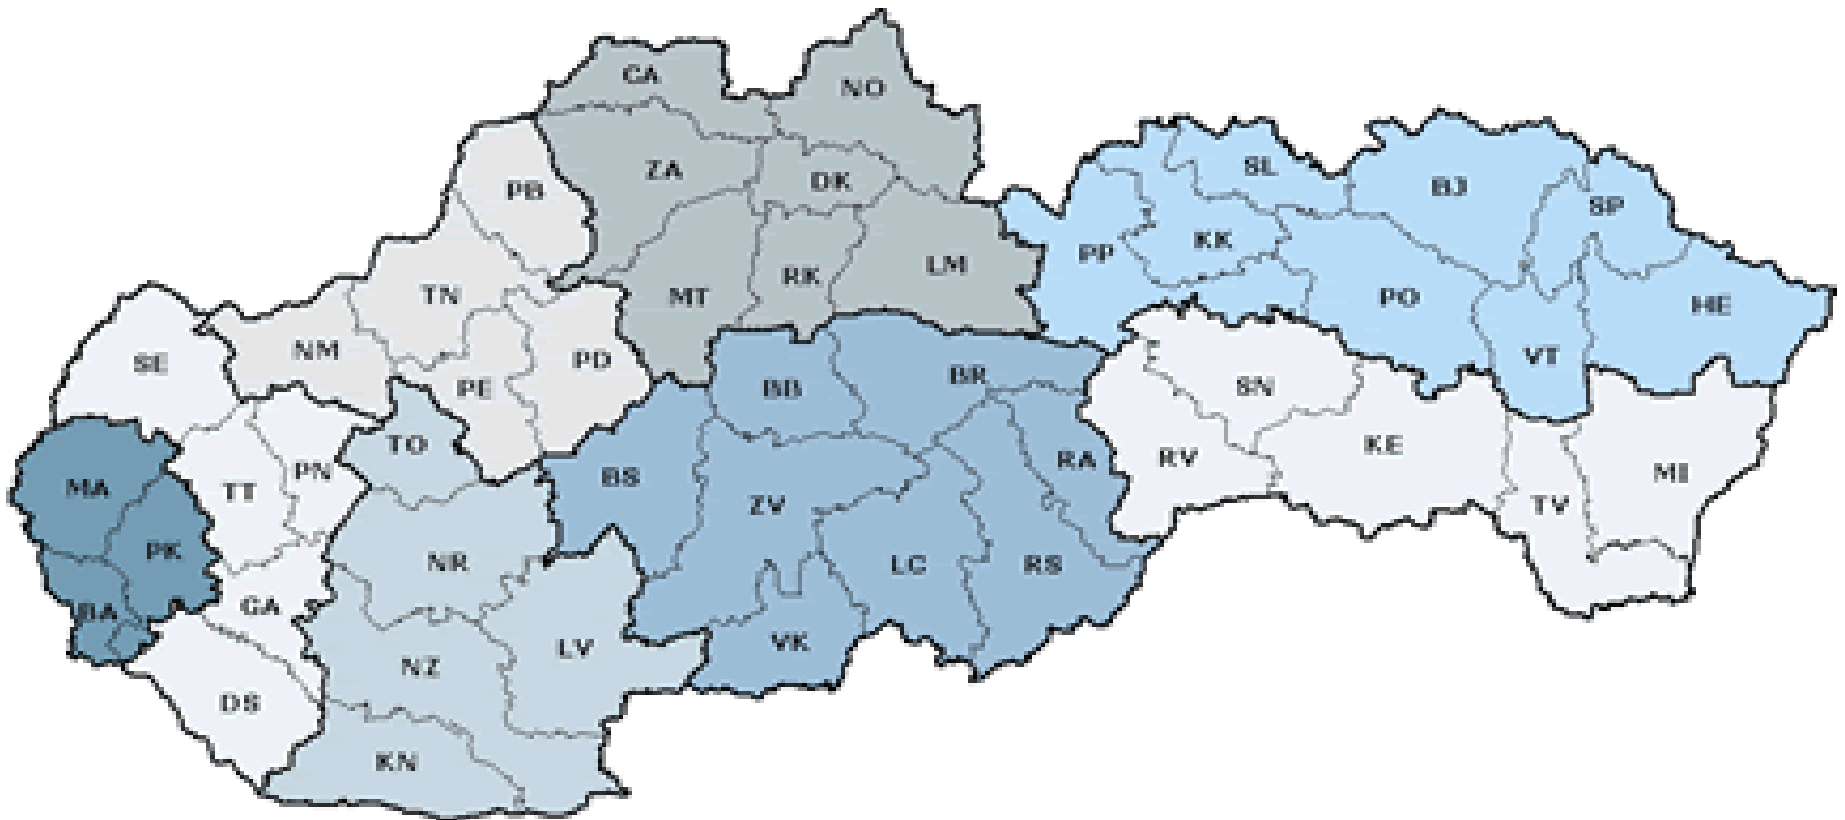 CA
NO
SL
ZA
DK
BJ
PB
SP
KK
PP
LM
RK
TN
MT
PO
HE
NM
VT
SE
PD
BR
BB
PE
SN
TO
KE
RV
RA
PN
MI
BS
MA
TT
ZV
TV
PK
NR
LC
RS
GA
BA
VK
LV
NZ
DS
KN